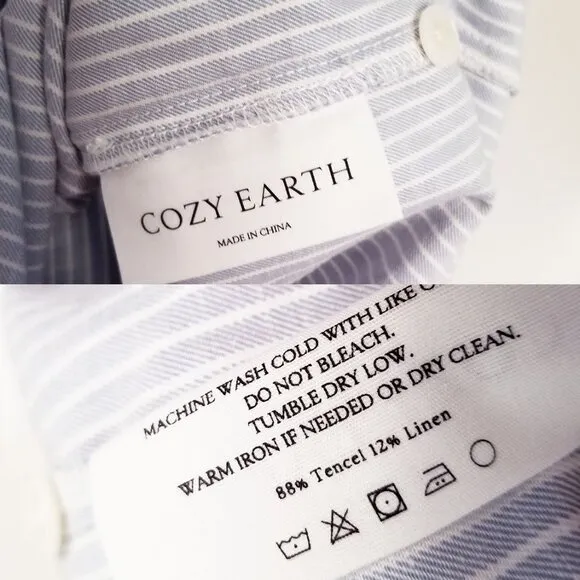 COZY EARTH
MADE IN CHINA
MACHINE WASH COLD WITH LIKE
DO NOT BLEACH.
TUMBLE DRY LOW.
WARM IRON IF NEEDED OR DRY CLEAN.
88% Tencel 12% Linen